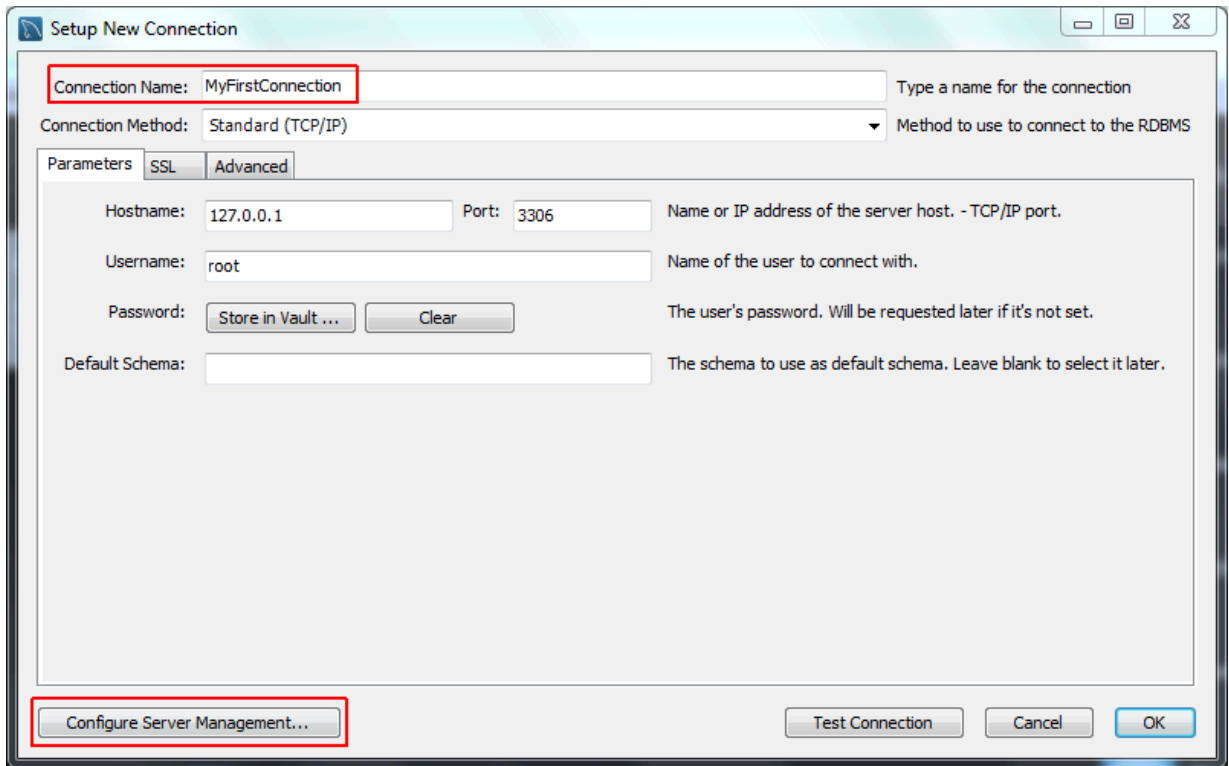 Setup New Connection
Connection Name: MyFirstConnection Type a name for the connection
Connection Method: Standard (TCP/IP) Method to use to connect to the RDBMS
Parameters SSL Advanced
Hostname: 127.0.0.1 Port: 3306 Name or IP address of the server host. - TCP/IP port.
Username: root Name of the user to connect with.
Password: Store in Vault ... Clear The user's password. Will be requested later if it's not set.
Default Schema: The schema to use as default schema. Leave blank to select it later.
Configure Server Management... Test Connection Cancel OK